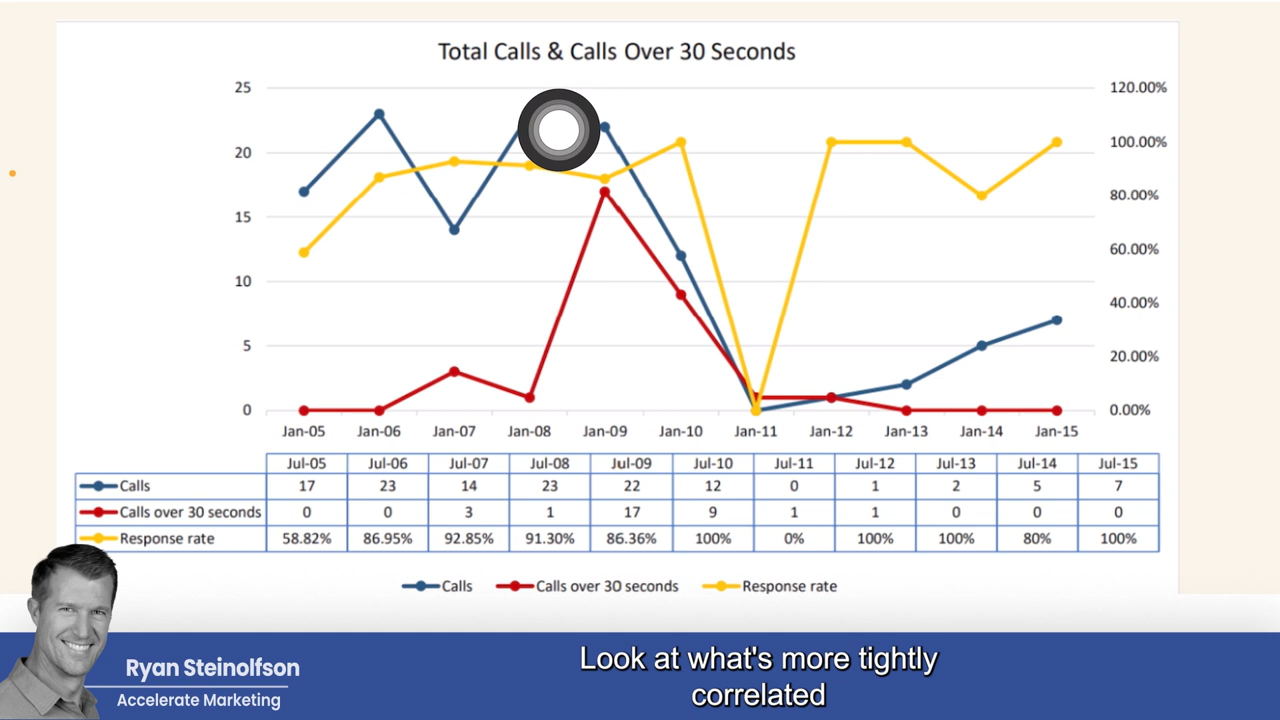 Total Calls & Calls Over 30 Seconds
25 120.00%
20 100.00%
15 80.00%
60.00%
10
40.00%
5
20.00%
0 0.00%
Jan-05 Jan-06 Jan-07 Jan-08 Jan-09 Jan-10 Jan-11 Jan-12 Jan-13 Jan-14 Jan-15
Jul-05 Jul-06 Jul-07 Jul-08 Jul-09 Jul-10 Jul-11 Jul-12 Jul-13 Jul-14 Jul-15
Calls 17 23 14 23 22 12 0 1 2 5 7
Calls over 30 seconds 0 0 3 1 17 9 1 1 0 0 0
Response rate 58.82% 86.95% 92.85% 91.30% 86.36% 100% 0% 100% 100% 80% 100%
Calls Calls over 30 seconds Response rate
Ryan Steinolfson
Accelerate Marketing
Look at what's more tightly
correlated